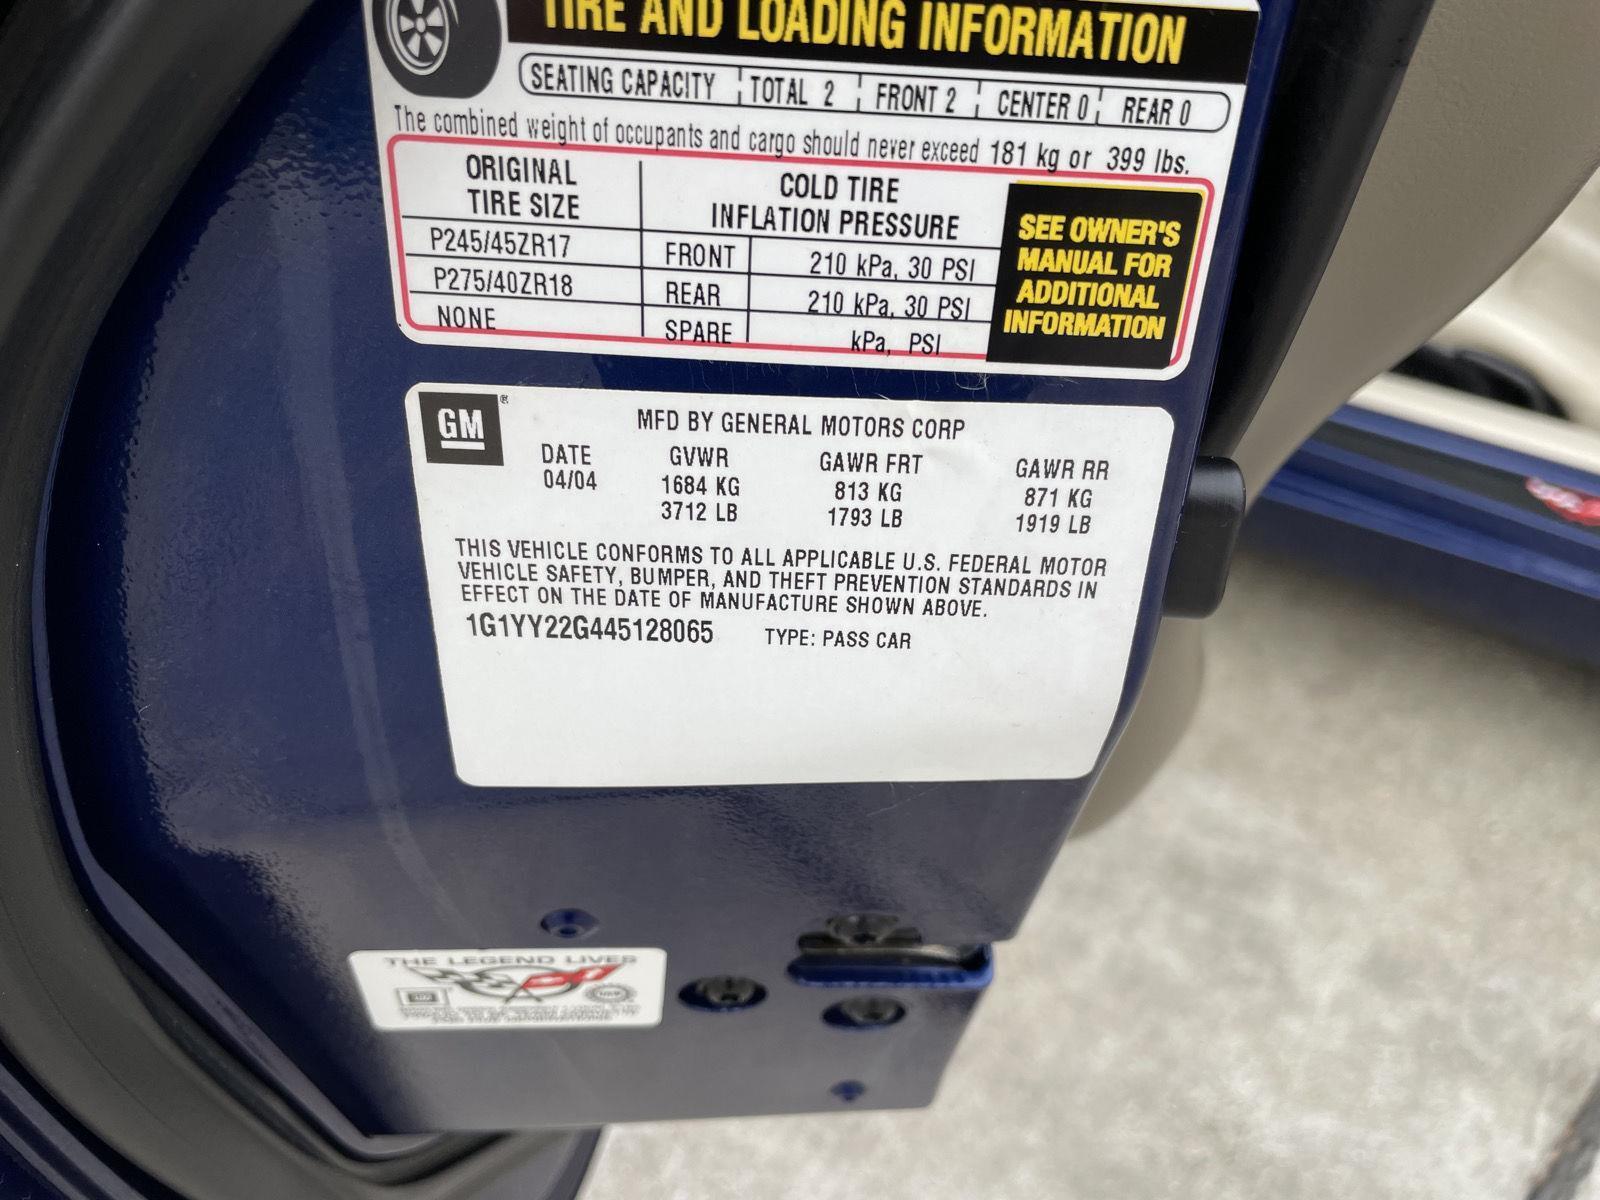 TIRE AND LOADING INFORMATION
SEATING CAPACITY TOTAL 2 FRONT 2 CENTER 0 REAR 0
The combined weight of occupants and cargo should never exceed 181 kg or 399 lbs.
ORIGINAL
TIRE SIZE
COLD TIRE
INFLATION PRESSURE
P245/45ZR17 FRONT 210 kPa, 30 PSI
P275/40ZR18 REAR 210 kPa, 30 PSI
NONE SPARE kPa, PSI
SEE OWNER'S
MANUAL FOR
ADDITIONAL
INFORMATION
GM®
MFD BY GENERAL MOTORS CORP
DATE GVWR GAWR FRT GAWR RR
04/04 1684 KG 813 KG 871 KG
3712 LB 1793 LB 1919 LB
THIS VEHICLE CONFORMS TO ALL APPLICABLE U.S. FEDERAL MOTOR
VEHICLE SAFETY, BUMPER, AND THEFT PREVENTION STANDARDS IN
EFFECT ON THE DATE OF MANUFACTURE SHOWN ABOVE.
1G1YY22G445128065 TYPE: PASS CAR
THE LEGEND LIVES
GM